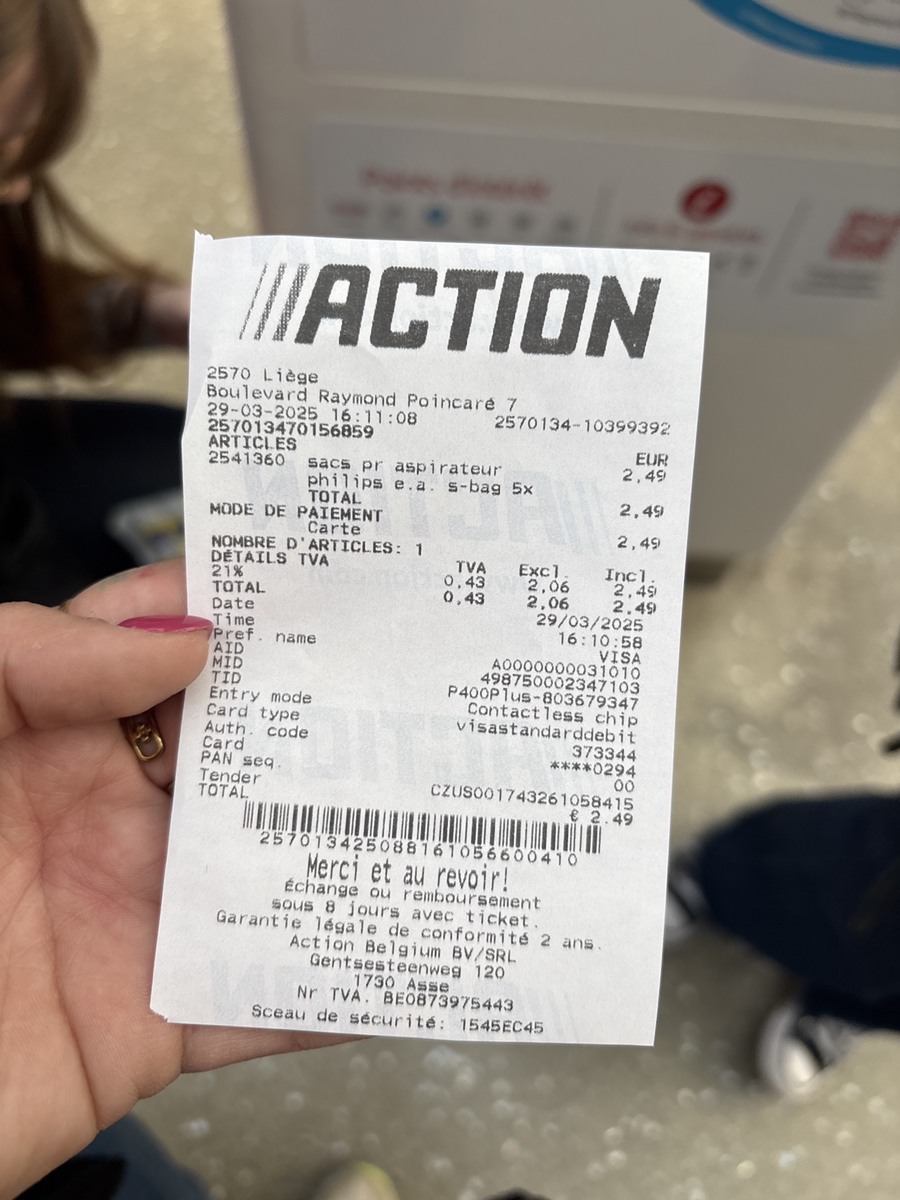 ///ACTION
2570 Liège
Boulevard Raymond Poincaré 7
29-03-2025 16:11:08 2570134-10399392
257013470156859
ARTICLES EUR
2541360 sacs pr aspirateur 2,49
philips e.a. s-bag 5x
TOTAL 2,49
MODE DE PAIEMENT
Carte 2,49
NOMBRE D'ARTICLES: 1
DÉTAILS TVA TVA Excl. Incl.
21% 0,43 2,06 2,49
TOTAL 0,43 2,06 2,49
Date 29/03/2025
Time 16:10:58
Pref. name VISA
AID A0000000031010
MID 498750002347103
TID P400Plus-803679347
Entry mode Contactless chip
Card type visastandarddebit
Auth. code 373344
Card ****0294
PAN seq. 00
Tender CZUS001743261058415
TOTAL € 2.49
257013425088161056600410
Merci et au revoir!
Échange ou remboursement
sous 8 jours avec ticket.
Garantie légale de conformité 2 ans.
Action Belgium BV/SRL
Gentsesteenweg 120
1730 Asse
Nr TVA. BE0873975443
Sceau de sécurité: 1545EC45